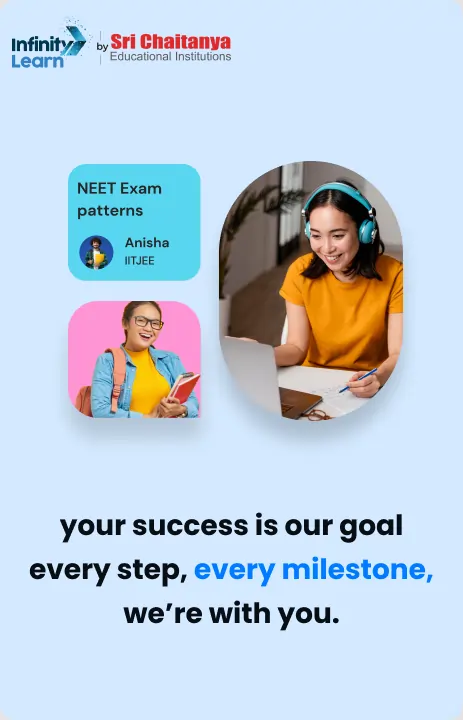 Infinity
Learn
by
Sri Chaitanya
Educational Institutions
NEET Exam
patterns
Anisha
IITJEE
your success is our goal
every step, every milestone,
we're with you.